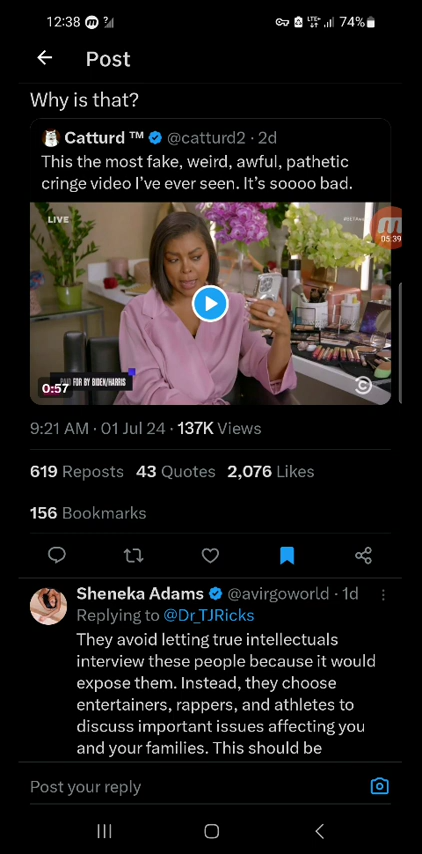 12:38 LTE+ 74%
Post
Why is that?
Catturd ™ @catturd2 · 2d
This the most fake, weird, awful, pathetic
cringe video I've ever seen. It's soooo bad.
LIVE
05:39
0:57 PAID FOR BY BIDEN/HARRIS
9:21 AM · 01 Jul 24 · 137K Views
619 Reposts 43 Quotes 2,076 Likes
156 Bookmarks
Sheneka Adams @avirgoworld · 1d
Replying to @Dr_TJRicks
They avoid letting true intellectuals
interview these people because it would
expose them. Instead, they choose
entertainers, rappers, and athletes to
discuss important issues affecting you
and your families. This should be
Post your reply